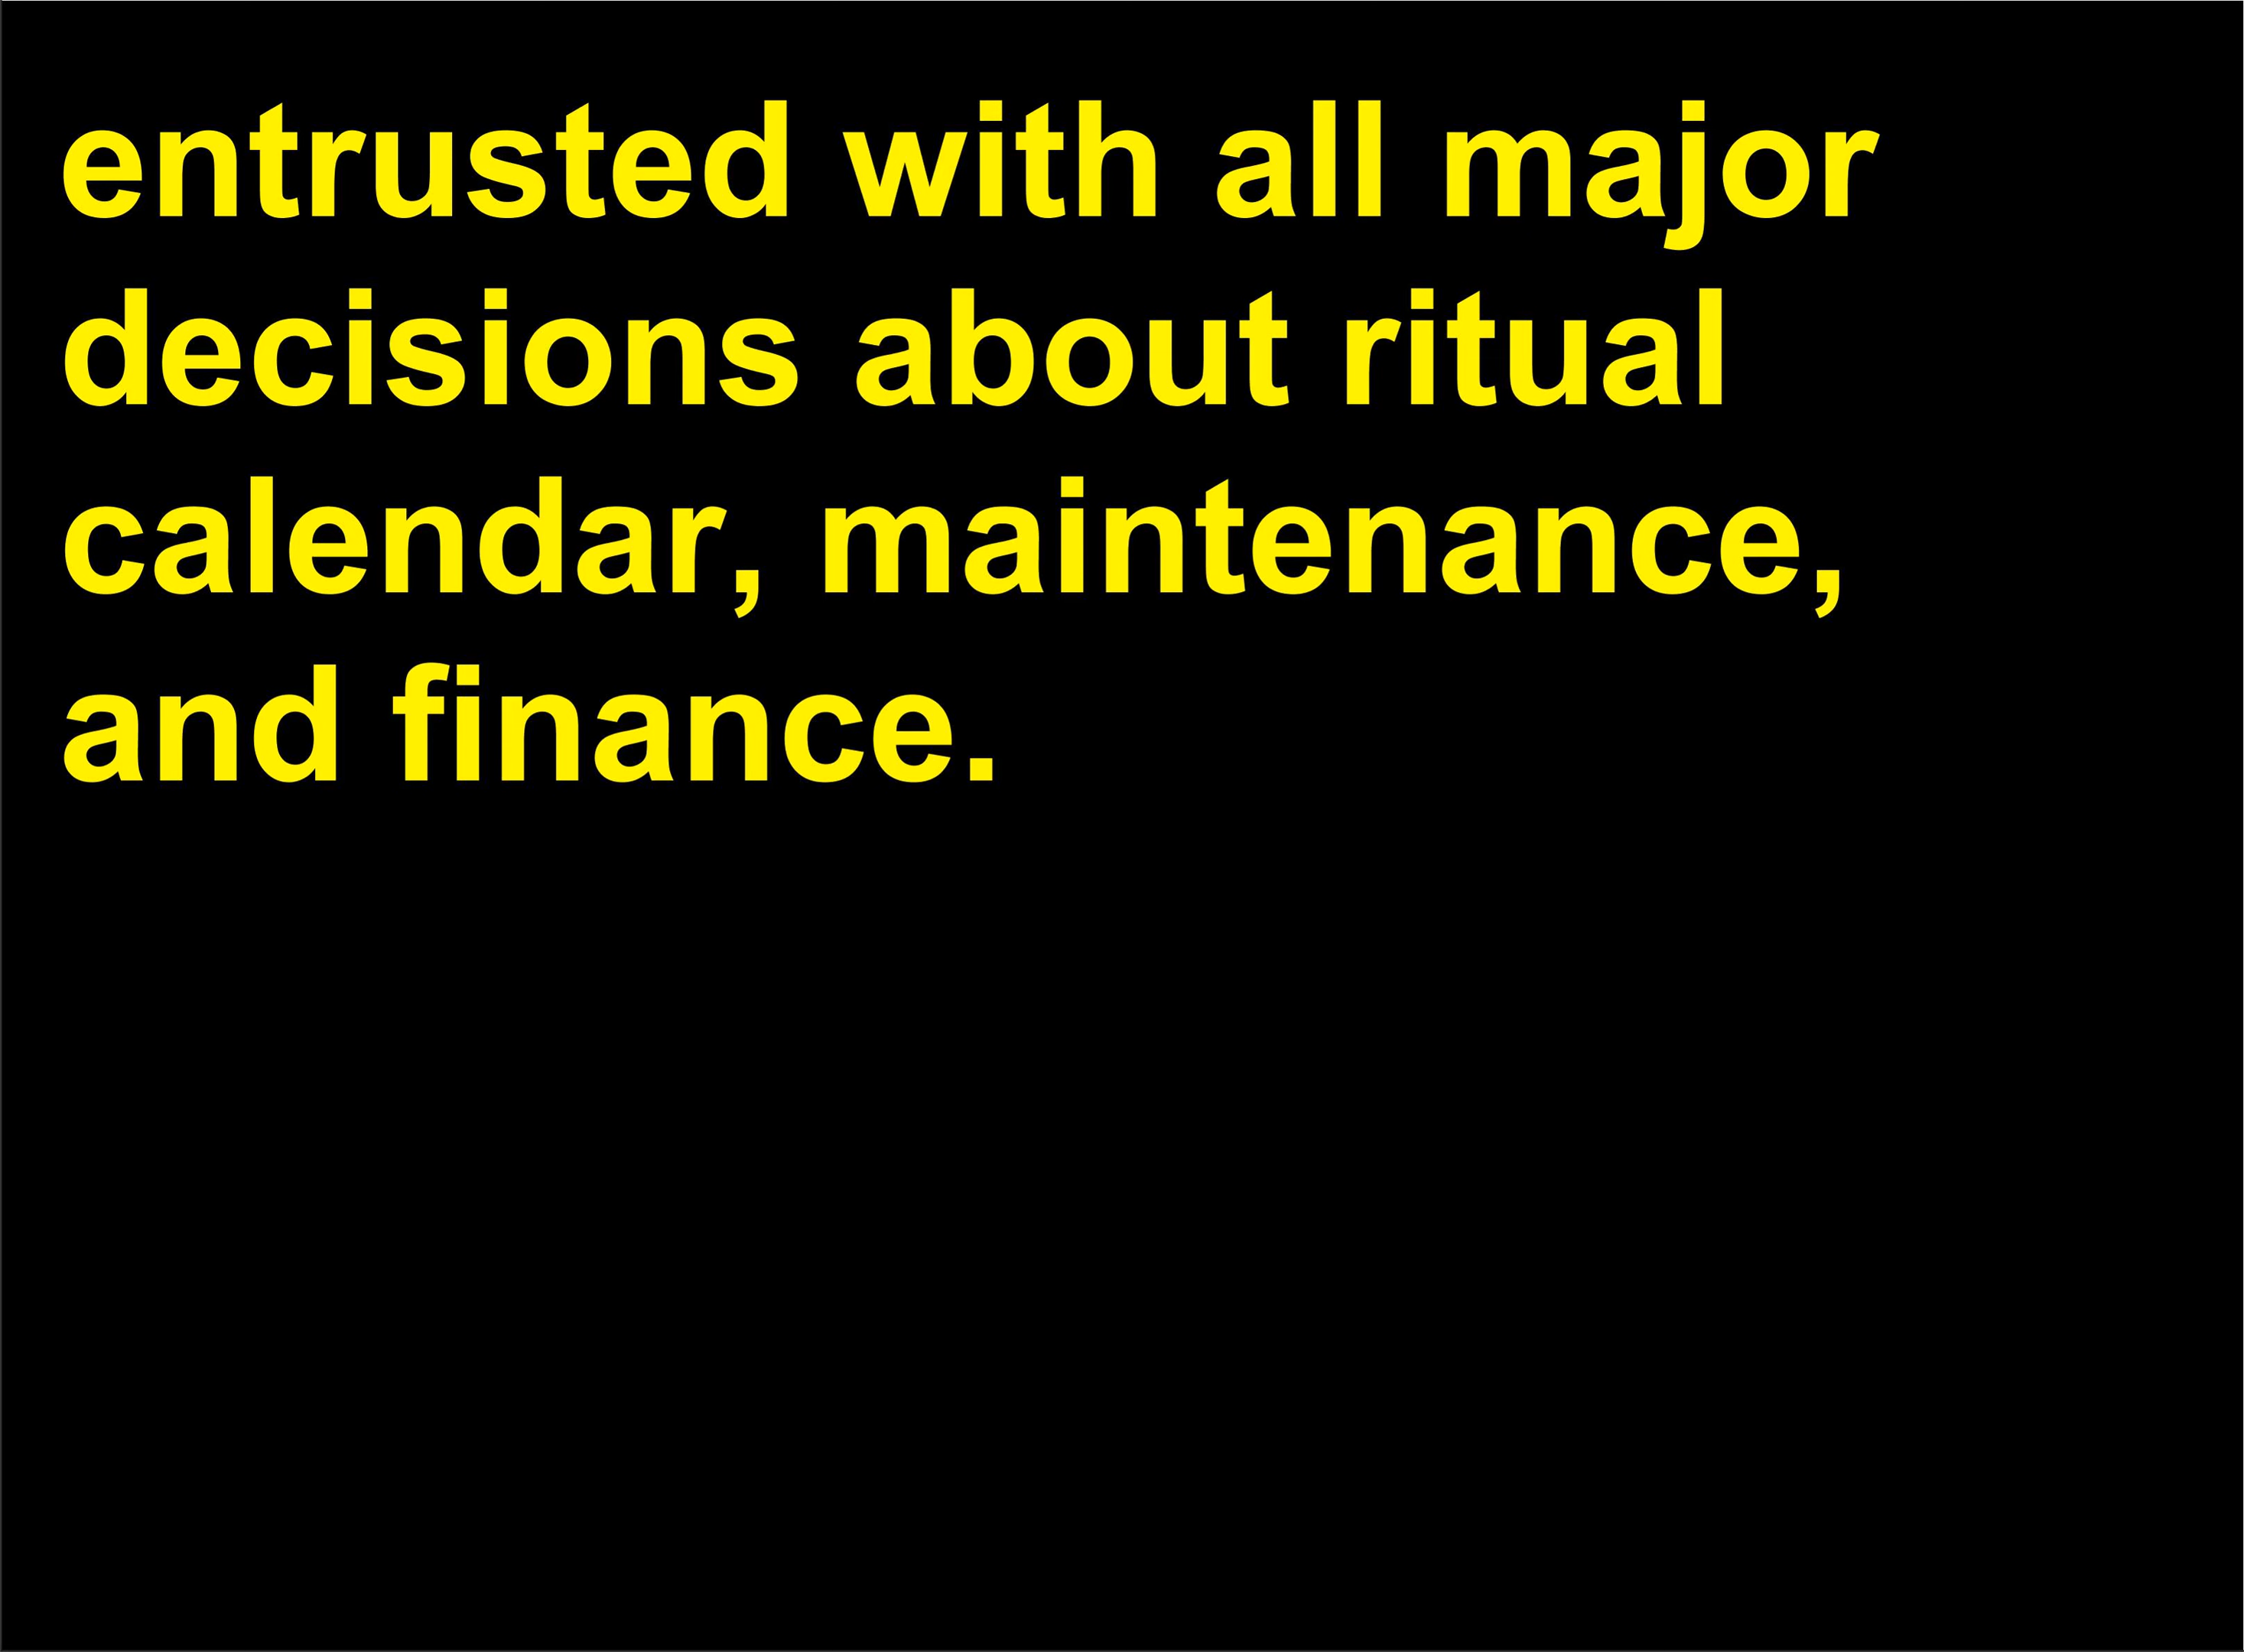 entrusted with all major
decisions about ritual
calendar, maintenance,
and finance.